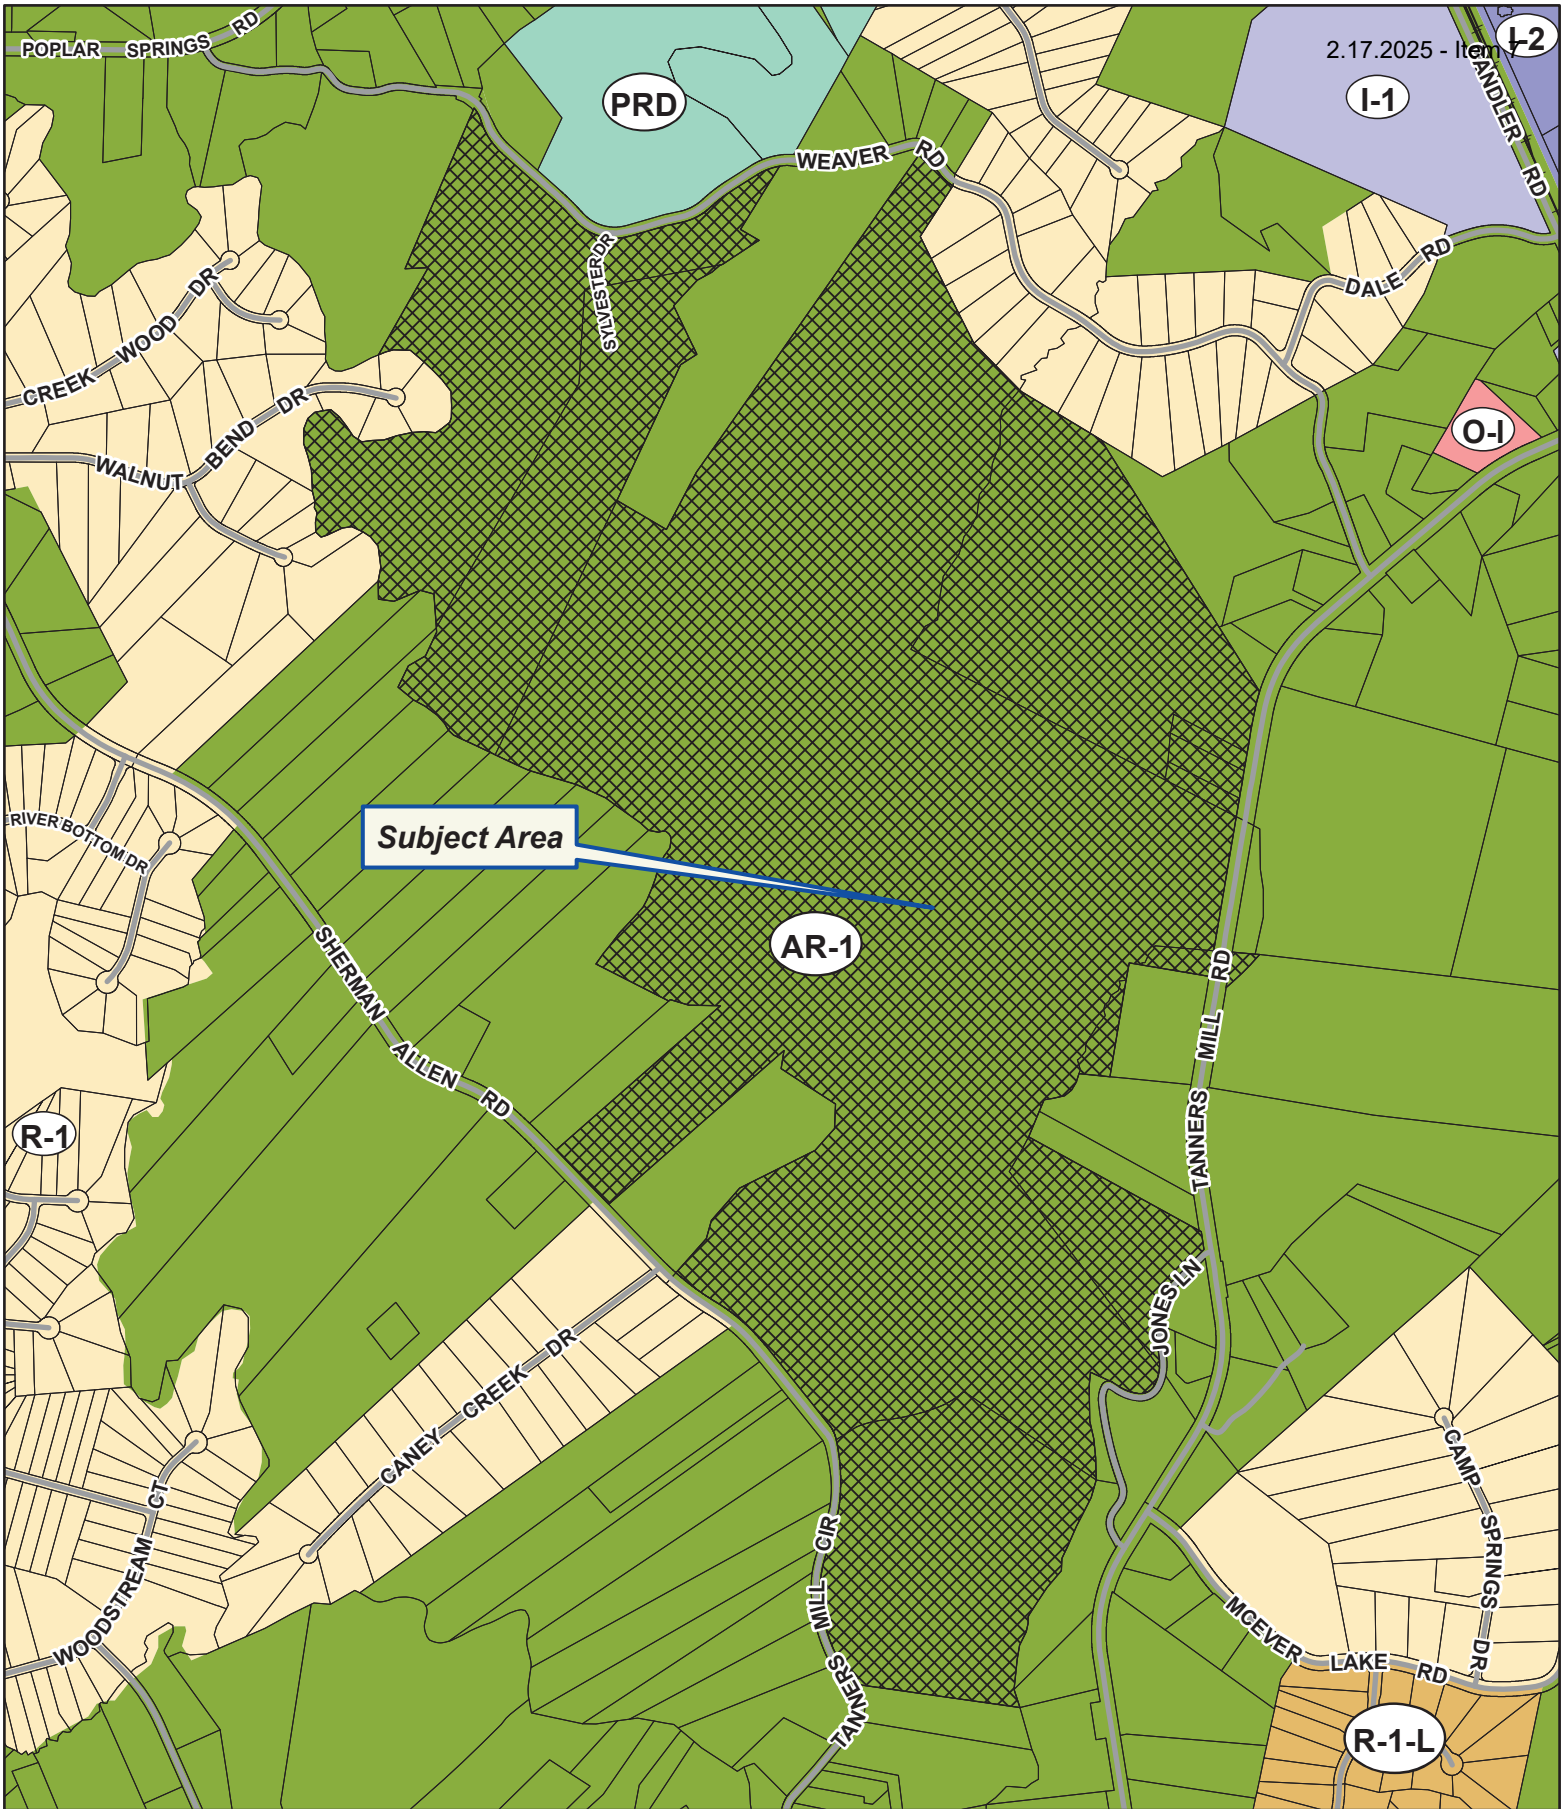 POPLAR SPRINGS RD
I-2
2.17.2025 - Item 7
PRD
I-1
WEAVER RD
SYLVESTER DR
DALE RD
CREEK WOOD DR
WALNUT BEND DR
O-I
RIVER BOTTOM DR
Subject Area
AR-1
SHERMAN ALLEN RD
TANNERS MILL RD
R-1
JONES LN
CANEY CREEK DR
CAMP SPRINGS DR
WOODSTREAM CT
TANNERS MILL CIR
MCEVER LAKE RD
R-1-L